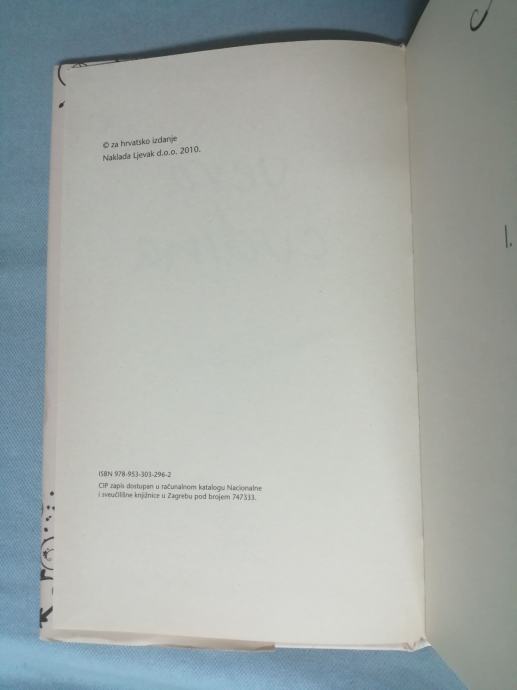 © za hrvatsko izdanje
Naklada Ljevak d.o.o. 2010.
ISBN 978-953-303-296-2
CIP zapis dostupan u računalnom katalogu Nacionalne
i sveučilišne knjižnice u Zagrebu pod brojem 747333.
I.